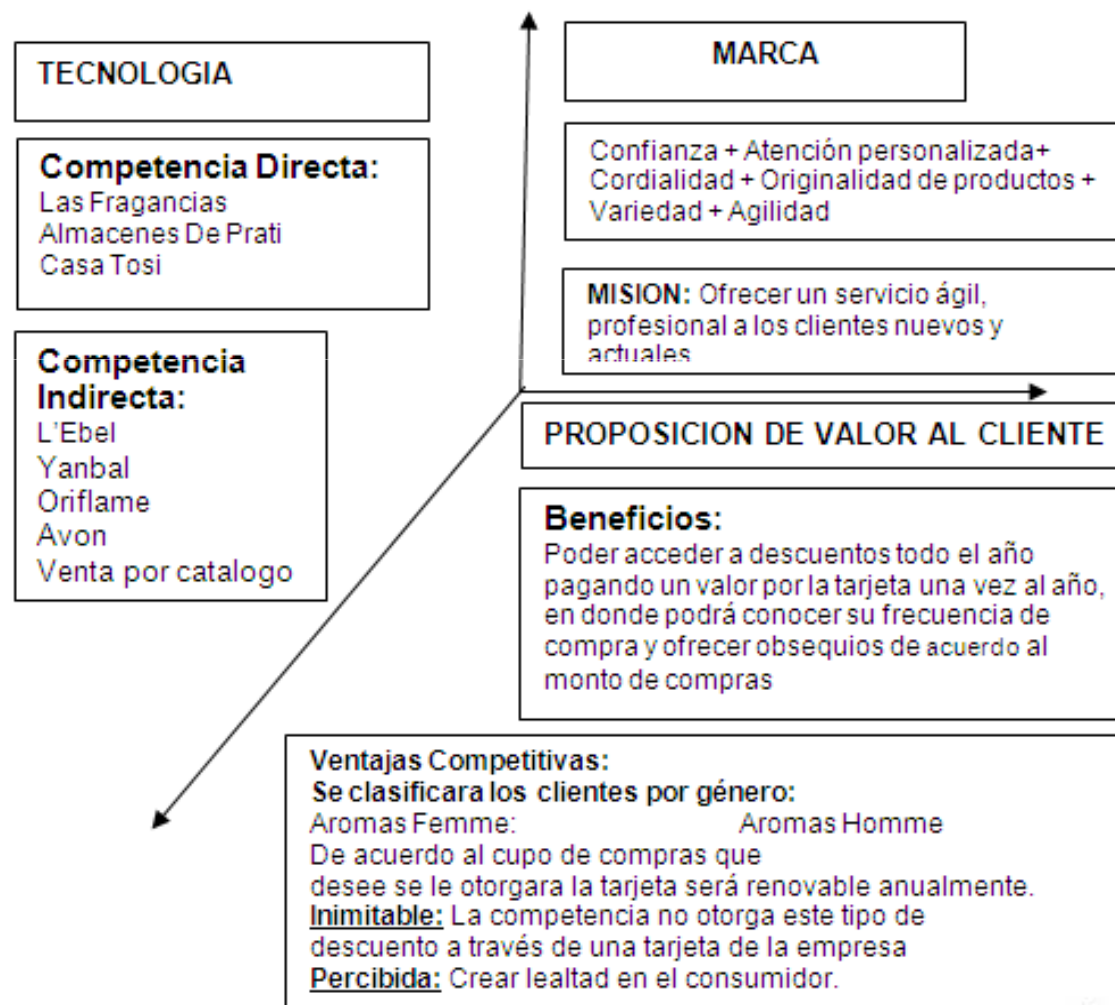 TECNOLOGIA
Competencia Directa:
Las Fragancias
Almacenes De Prati
Casa Tosi
Competencia
Indirecta:
L'Ebel
Yanbal
Oriflame
Avon
Venta por catalogo
MARCA
Confianza + Atención personalizada+
Cordialidad + Originalidad de productos +
Variedad + Agilidad
MISION: Ofrecer un servicio ágil,
profesional a los clientes nuevos y
actuales
PROPOSICION DE VALOR AL CLIENTE
Beneficios:
Poder acceder a descuentos todo el año
pagando un valor por la tarjeta una vez al año,
en donde podrá conocer su frecuencia de
compra y ofrecer obsequios de acuerdo al
monto de compras
Ventajas Competitivas:
Se clasificara los clientes por género:
Aromas Femme: Aromas Homme
De acuerdo al cupo de compras que
desee se le otorgara la tarjeta será renovable anualmente.
Inimitable: La competencia no otorga este tipo de
descuento a través de una tarjeta de la empresa
Percibida: Crear lealtad en el consumidor.